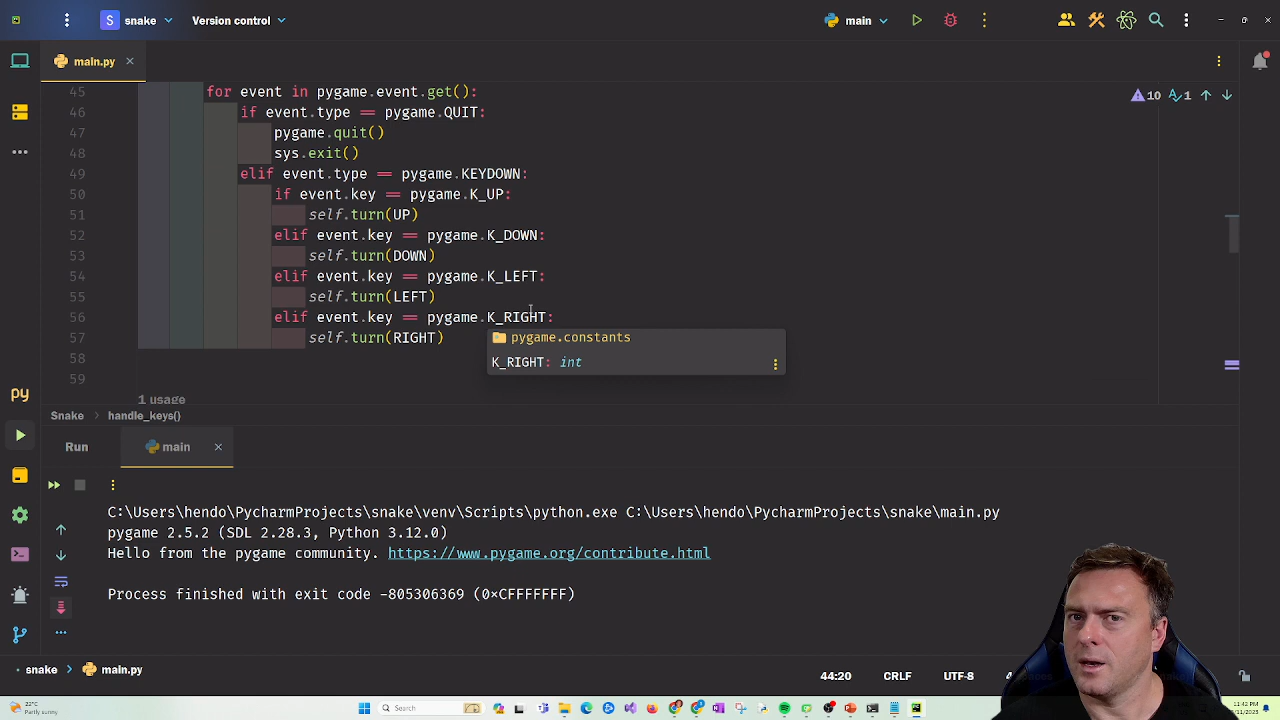 S snake Version control main
main.py
10 1
45 for event in pygame.event.get():
46 if event.type == pygame.QUIT:
47 pygame.quit()
48 sys.exit()
49 elif event.type == pygame.KEYDOWN:
50 if event.key == pygame.K_UP:
51 self.turn(UP)
52 elif event.key == pygame.K_DOWN:
53 self.turn(DOWN)
54 elif event.key == pygame.K_LEFT:
55 self.turn(LEFT)
56 elif event.key == pygame.K_RIGHT:
57 self.turn(RIGHT)
pygame.constants
58
K_RIGHT: int
59
1 usage
Snake handle_keys()
Run main
C:\Users\hendo\PycharmProjects\snake\venv\Scripts\python.exe C:\Users\hendo\PycharmProjects\snake\main.py
pygame 2.5.2 (SDL 2.28.3, Python 3.12.0)
Hello from the pygame community. https://www.pygame.org/contribute.html
Process finished with exit code -805306369 (0xCFFFFFFF)
snake main.py 44:20 CRLF UTF-8
22°C
Partly sunny
Search
11:42 AM